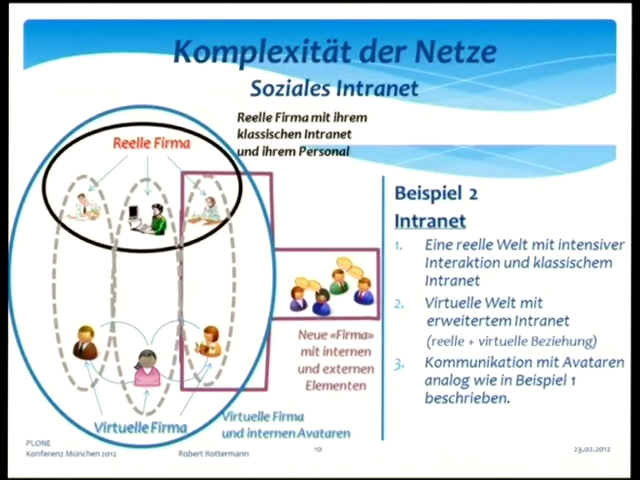 Komplexität der Netze
Soziales Intranet
Reelle Firma mit ihrem
klassischen Intranet
und ihrem Personal
Reelle Firma
Neue «Firma»
mit internen
und externen
Elementen
Virtuelle Firma
Virtuelle Firma
und internen Avataren
Beispiel 2
Intranet
1. Eine reelle Welt mit intensiver
Interaktion und klassischem
Intranet
2. Virtuelle Welt mit
erweitertem Intranet
(reelle + virtuelle Beziehung)
3. Kommunikation mit Avataren
analog wie in Beispiel 1
beschrieben.
PLONE
Konferenz München 2012
Robert Rottermann
10
23.02.2012